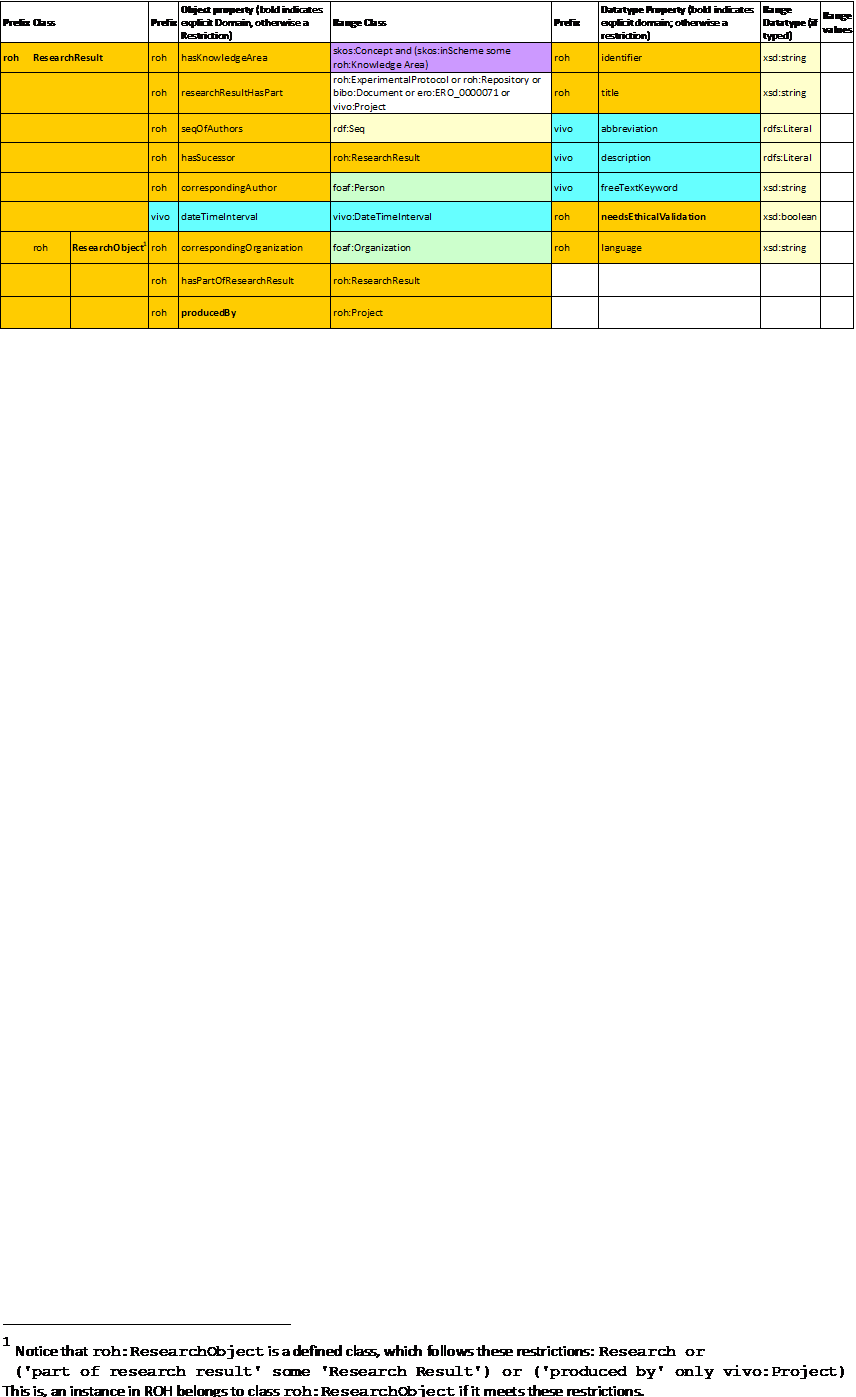 Prefix Class Prefix Object property (bold indicates explicit Domain, otherwise a Restriction) Range Class Prefix Datatype Property (bold indicates explicit domain; otherwise a restriction) Range Datatype (if typed) Range values
roh ResearchResult roh hasKnowledgeArea skos:Concept and (skos:inScheme some roh:Knowledge Area) roh identifier xsd:string
roh researchResultHasPart roh:ExperimentalProtocol or roh:Repository or bibo:Document or ero:ERO_0000071 or vivo:Project roh title xsd:string
roh seqOfAuthors rdf:Seq vivo abbreviation rdfs:Literal
roh hasSucessor roh:ResearchResult vivo description rdfs:Literal
roh correspondingAuthor foaf:Person vivo freeTextKeyword xsd:string
vivo dateTimeInterval vivo:DateTimeInterval roh needsEthicalValidation xsd:boolean
roh ResearchObject1 roh correspondingOrganization foaf:Organization roh language xsd:string
roh hasPartOfResearchResult roh:ResearchResult
roh producedBy roh:Project
1 Notice that roh:ResearchObject is a defined class, which follows these restrictions: Research or
('part of research result' some 'Research Result') or ('produced by' only vivo:Project)
This is, an instance in ROH belongs to class roh:ResearchObject if it meets these restrictions.